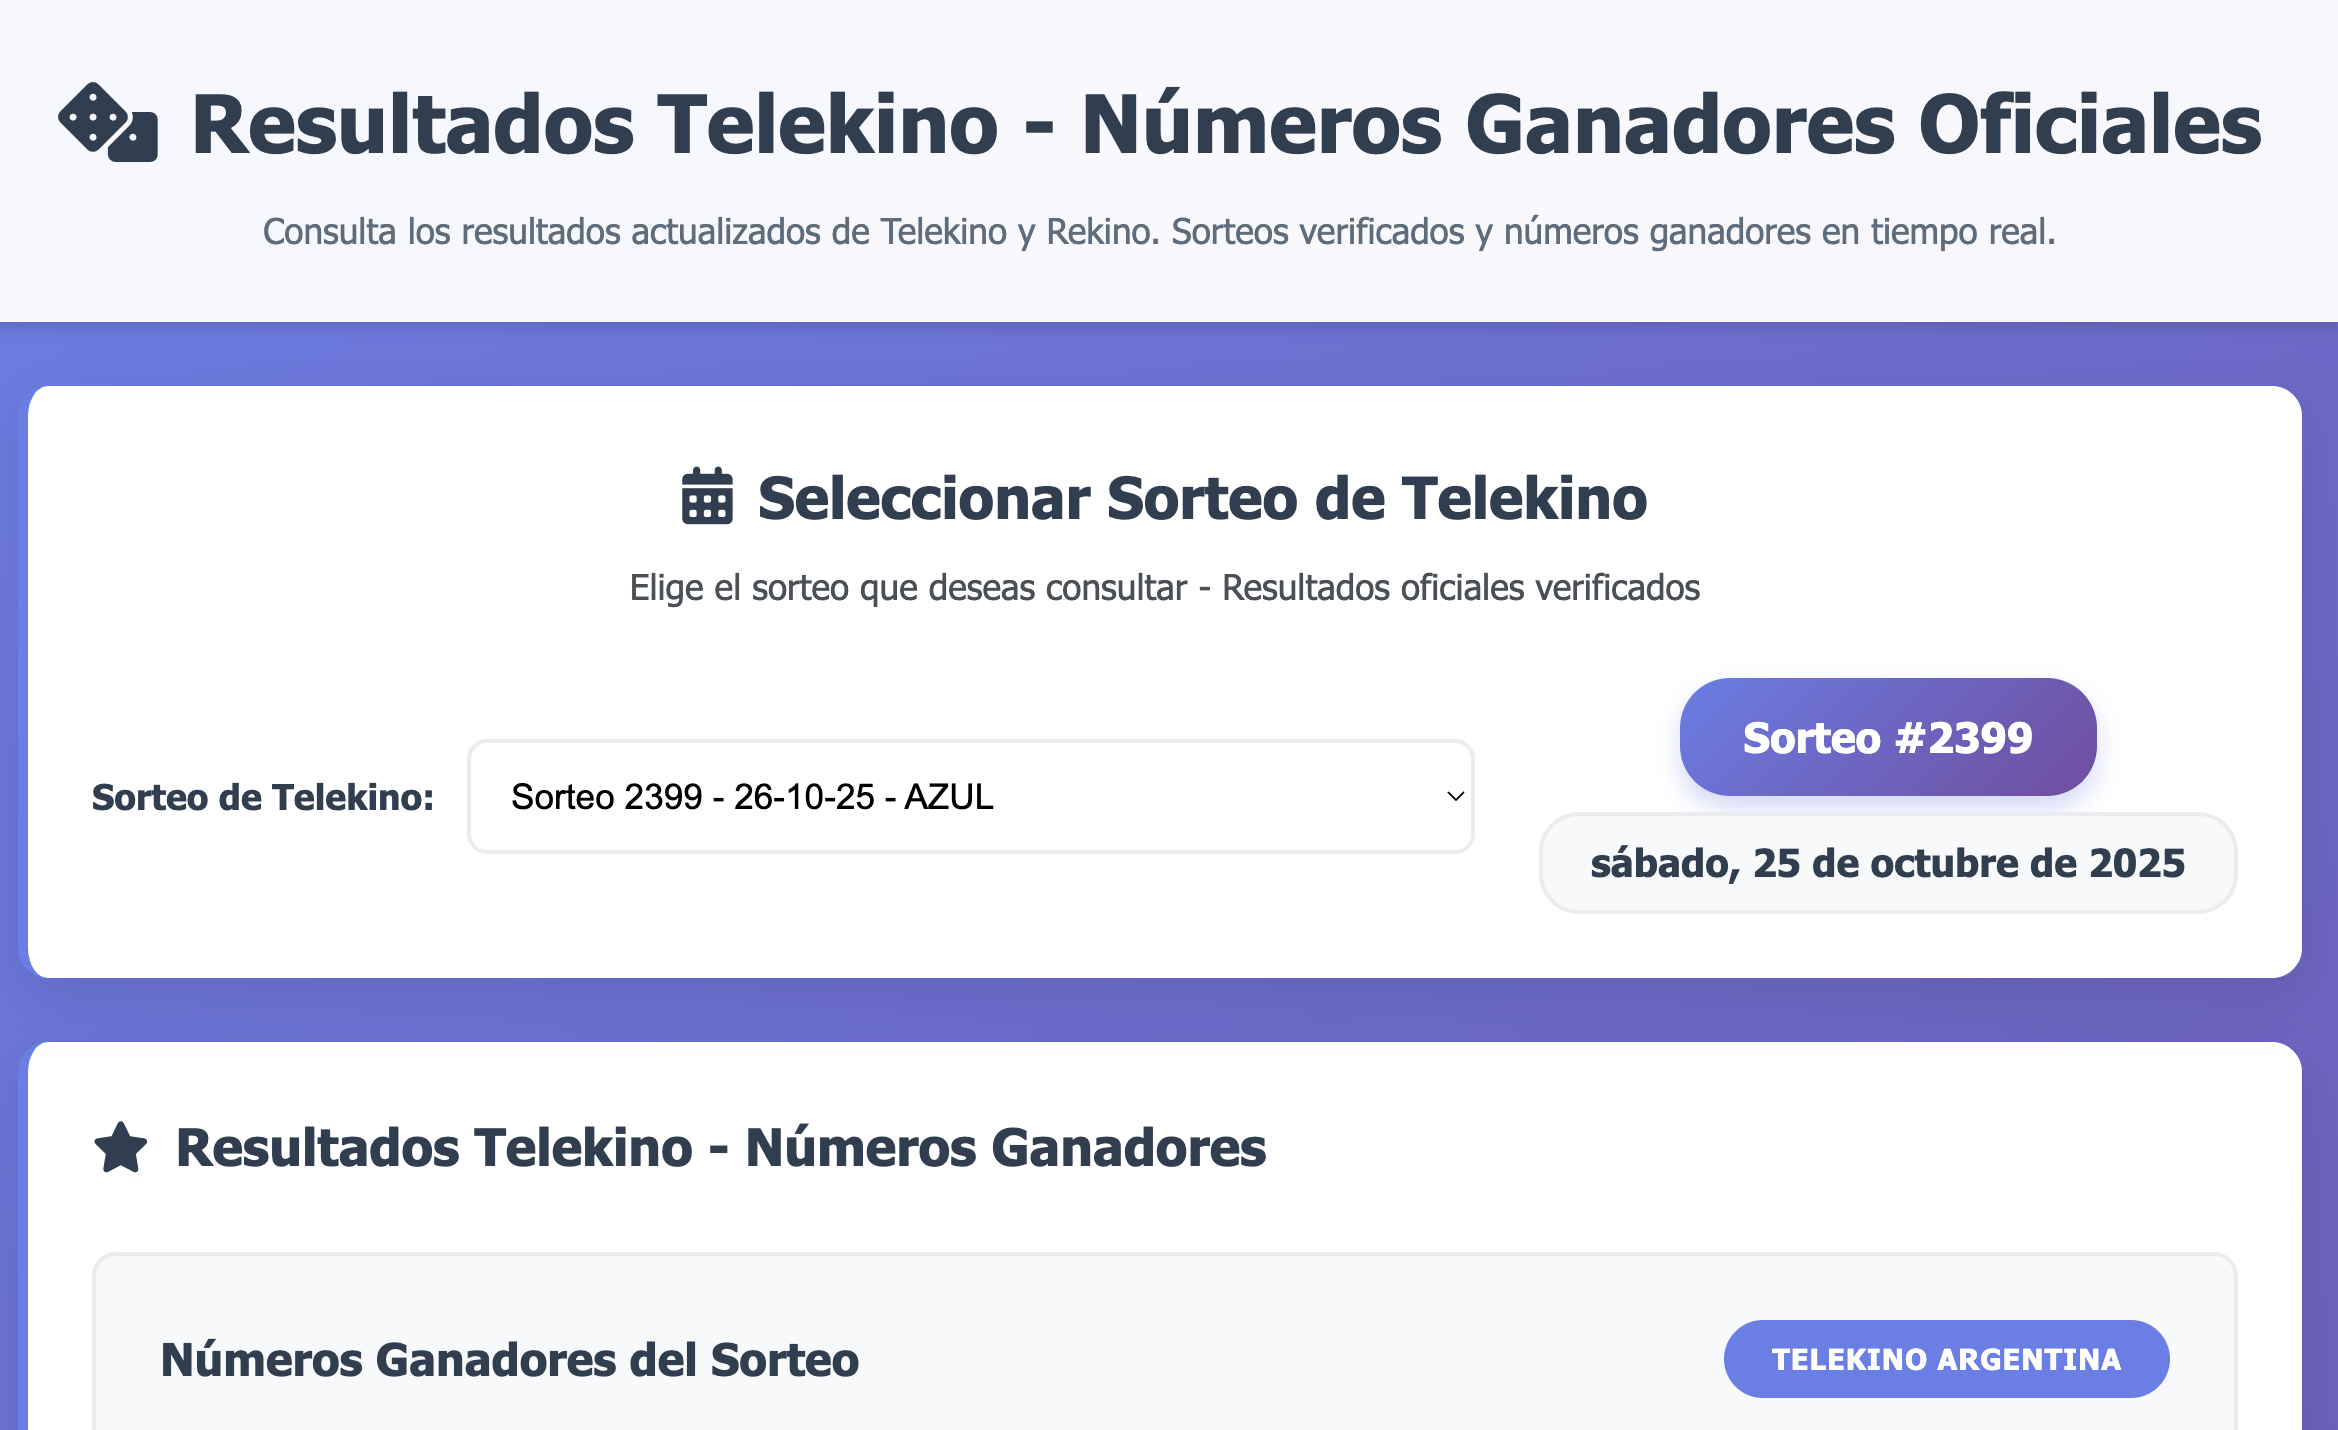 Resultados Telekino - Números Ganadores Oficiales
Consulta los resultados actualizados de Telekino y Rekino. Sorteos verificados y números ganadores en tiempo real.
Seleccionar Sorteo de Telekino
Elige el sorteo que deseas consultar - Resultados oficiales verificados
Sorteo de Telekino:
Sorteo 2399 - 26-10-25 - AZUL
Sorteo #2399
sábado, 25 de octubre de 2025
Resultados Telekino - Números Ganadores
Números Ganadores del Sorteo
TELEKINO ARGENTINA